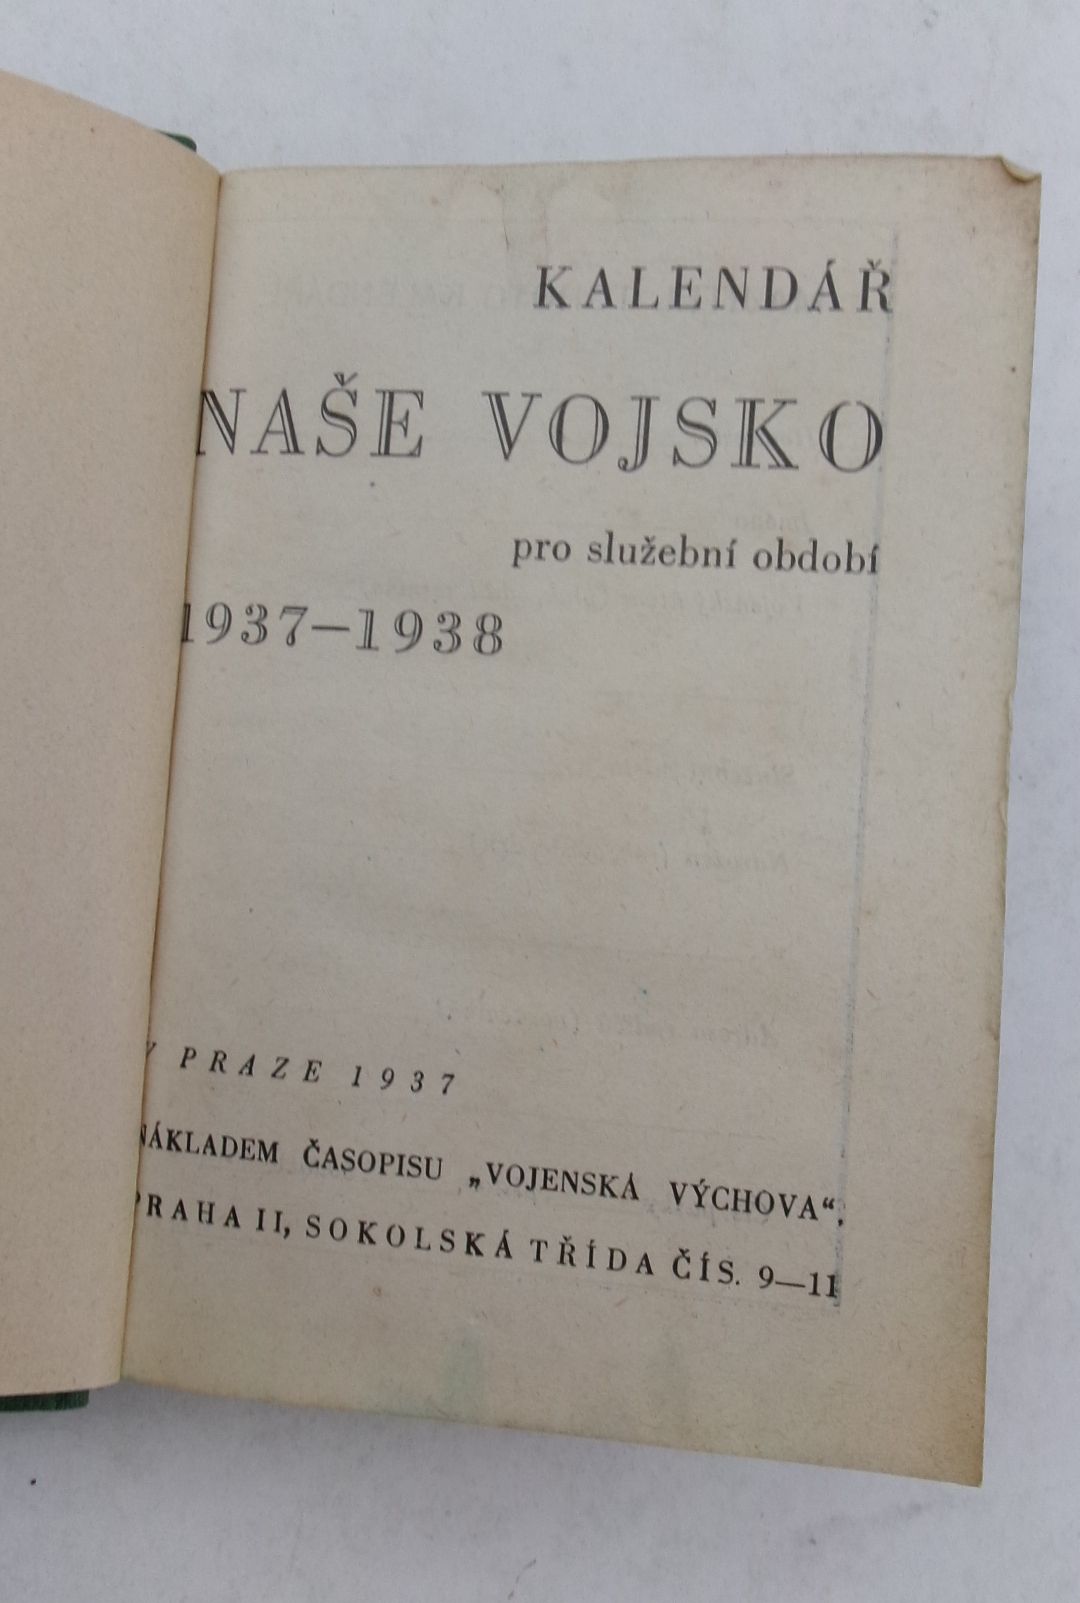 KALENDÁŘ
NAŠE VOJSKO
pro služební období
1937—1938
V PRAZE 1937
NÁKLADEM ČASOPISU „VOJENSKÁ VÝCHOVA“,
PRAHA II, SOKOLSKÁ TŘÍDA ČÍS. 9—11